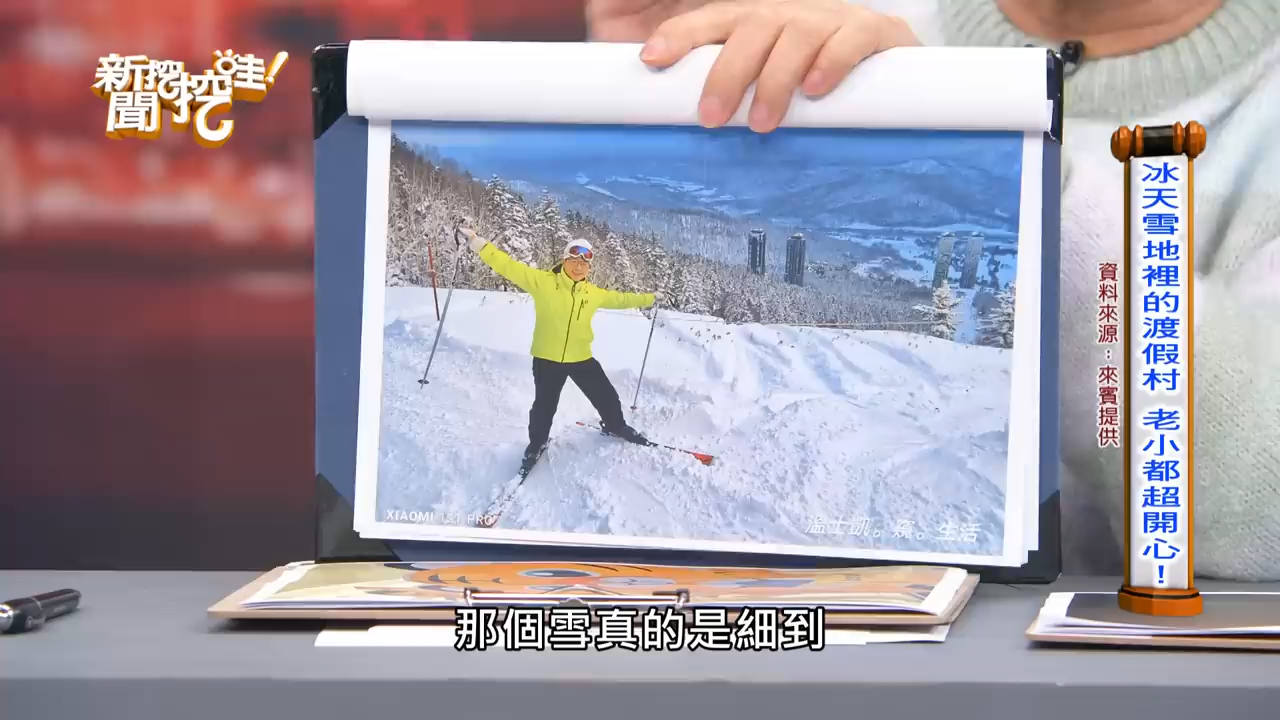 新聞挖挖哇!
冰天雪地裡的渡假村 老小都超開心!
資料來源:來賓提供
XIAOMI 13T PRO
溫士凱。玩。生活
那個雪真的是細到